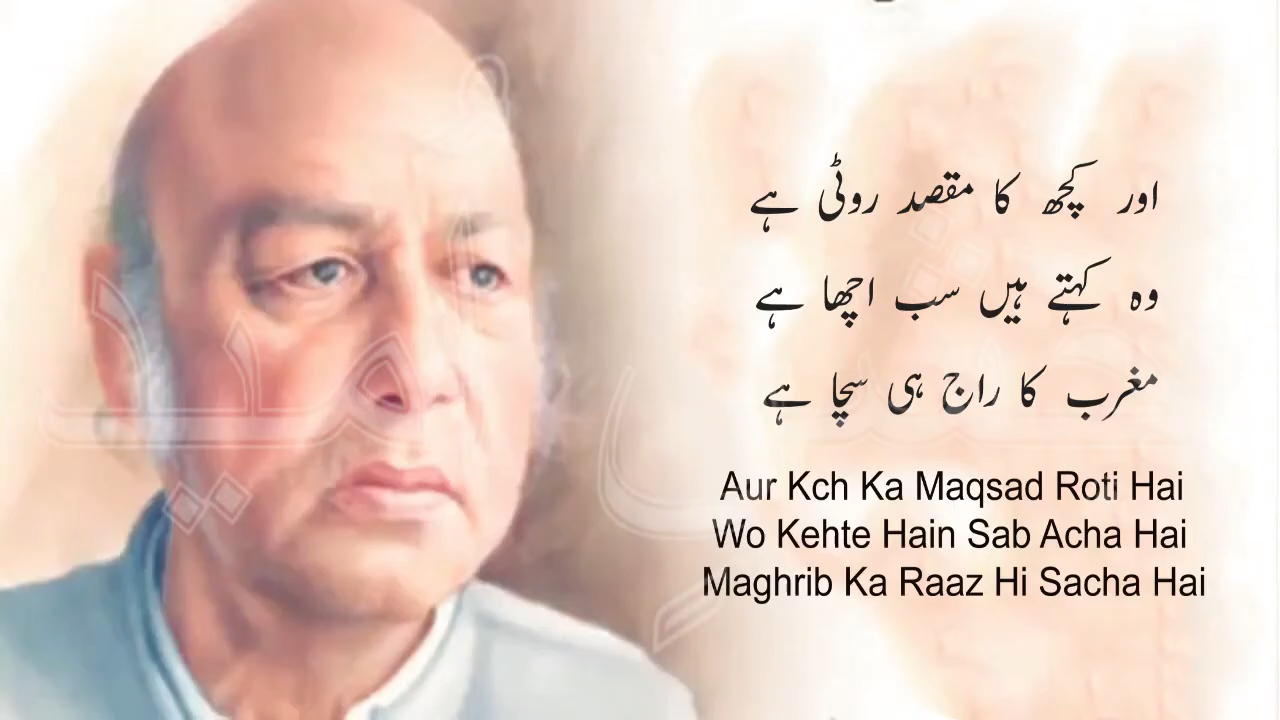 اور کچھ کا مقصد روٹی ہے
وہ کہتے ہیں سب اچھا ہے
مغرب کا راج ہی سچا ہے
Aur Kch Ka Maqsad Roti Hai
Wo Kehte Hain Sab Acha Hai
Maghrib Ka Raaz Hi Sacha Hai